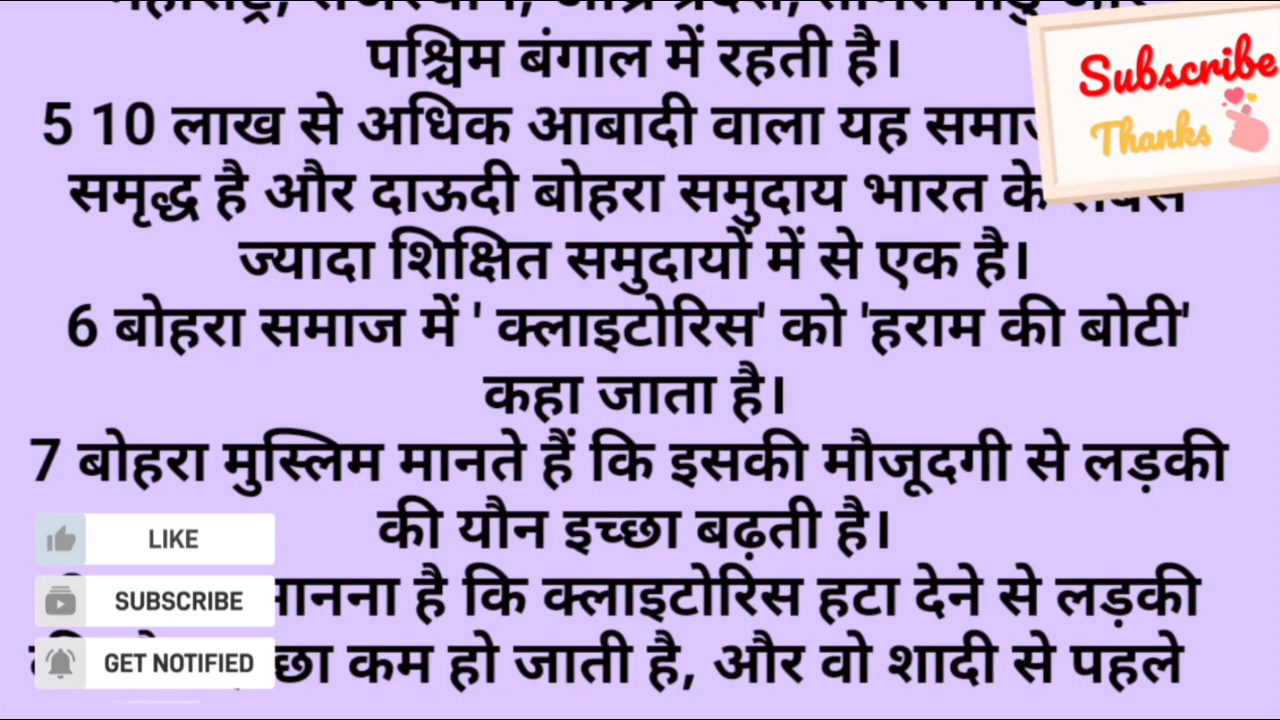 पश्चिम बंगाल में रहती है।
5 10 लाख से अधिक आबादी वाला यह
समृद्ध है और दाऊदी बोहरा समुदाय भारत के
ज्यादा शिक्षित समुदायों में से एक है।
6 बोहरा समाज में ' क्लाइटोरिस' को 'हराम की बोटी'
कहा जाता है।
7 बोहरा मुस्लिम मानते हैं कि इसकी मौजूदगी से लड़की
की यौन इच्छा बढ़ती है।
है कि क्लाइटोरिस हटा देने से लड़की
कम हो जाती है, और वो शादी से पहले
Subscribe
Thanks
LIKE
SUBSCRIBE
GET NOTIFIED